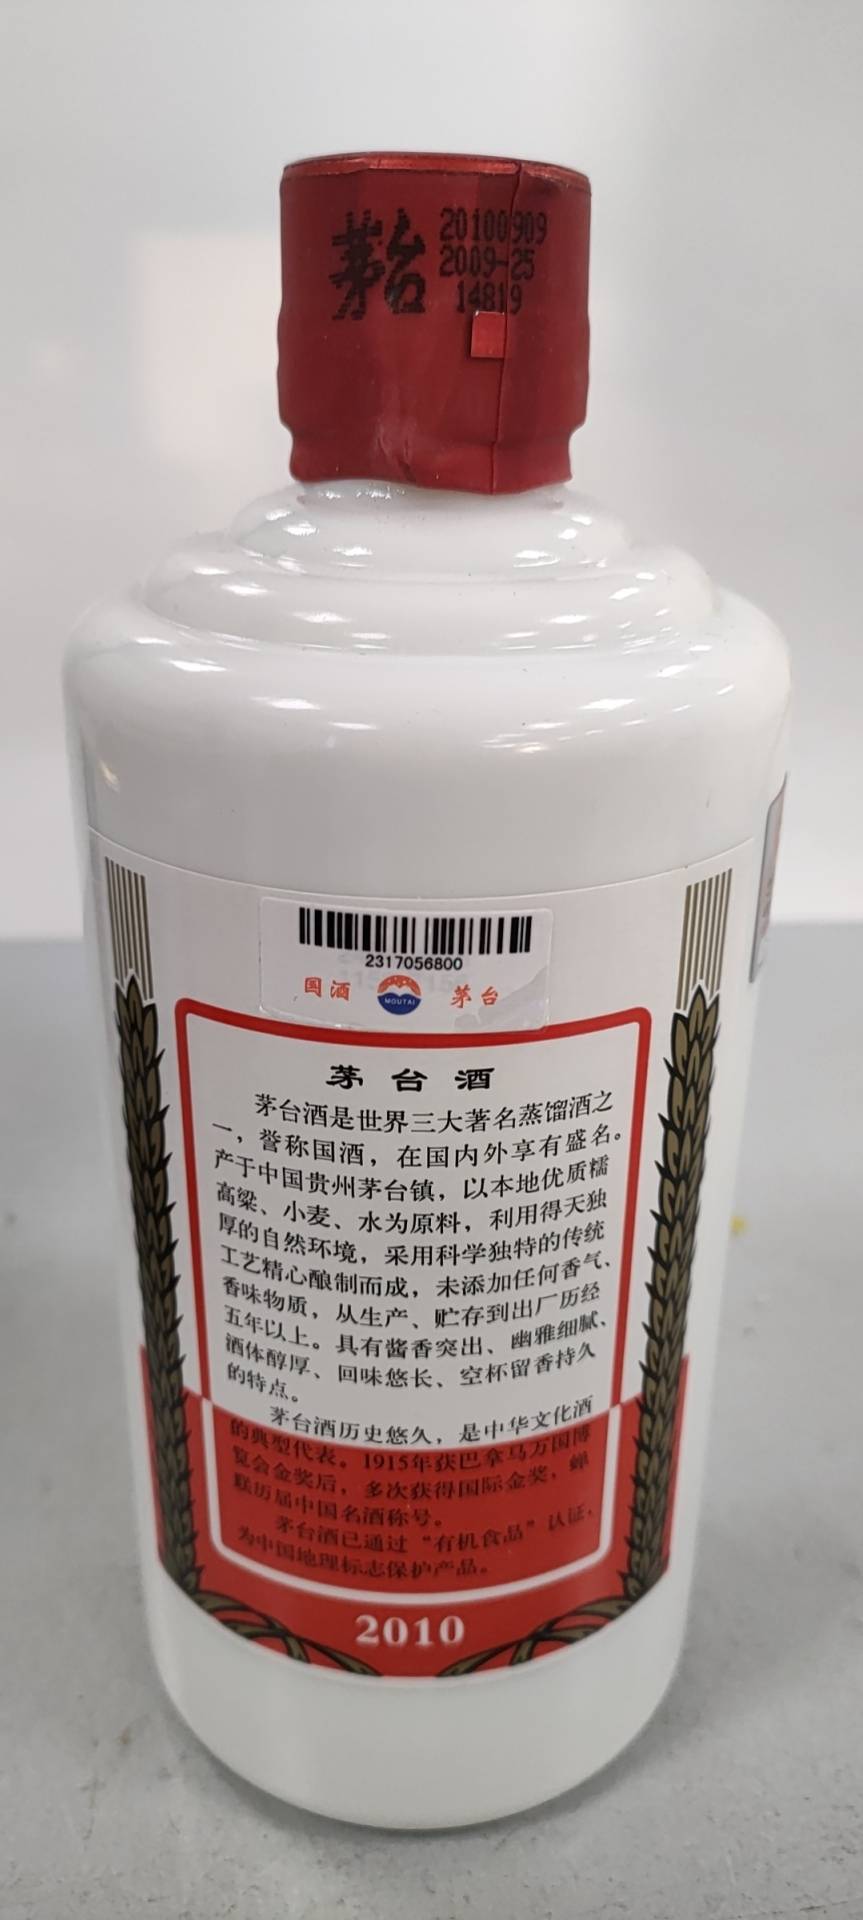 茅台
20100909
2009-25
14819
2317056800
国酒
MOUTAI
茅台
茅台酒
茅台酒是世界三大著名蒸馏酒之
一，誉称国酒，在国内外享有盛名。
产于中国贵州茅台镇，以本地优质糯
高粱、小麦、水为原料，利用得天独
厚的自然环境，采用科学独特的传统
工艺精心酿制而成，未添加任何香气、
香味物质，从生产、贮存到出厂历经
五年以上。具有酱香突出、幽雅细腻、
酒体醇厚、回味悠长、空杯留香持久
的特点。
茅台酒历史悠久，是中华文化酒
的典型代表。1915年获巴拿马万国博
览会金奖后，多次获得国际金奖，蝉
联历届中国名酒称号。
茅台酒已通过“有机食品”认证，
为中国地理标志保护产品。
2010